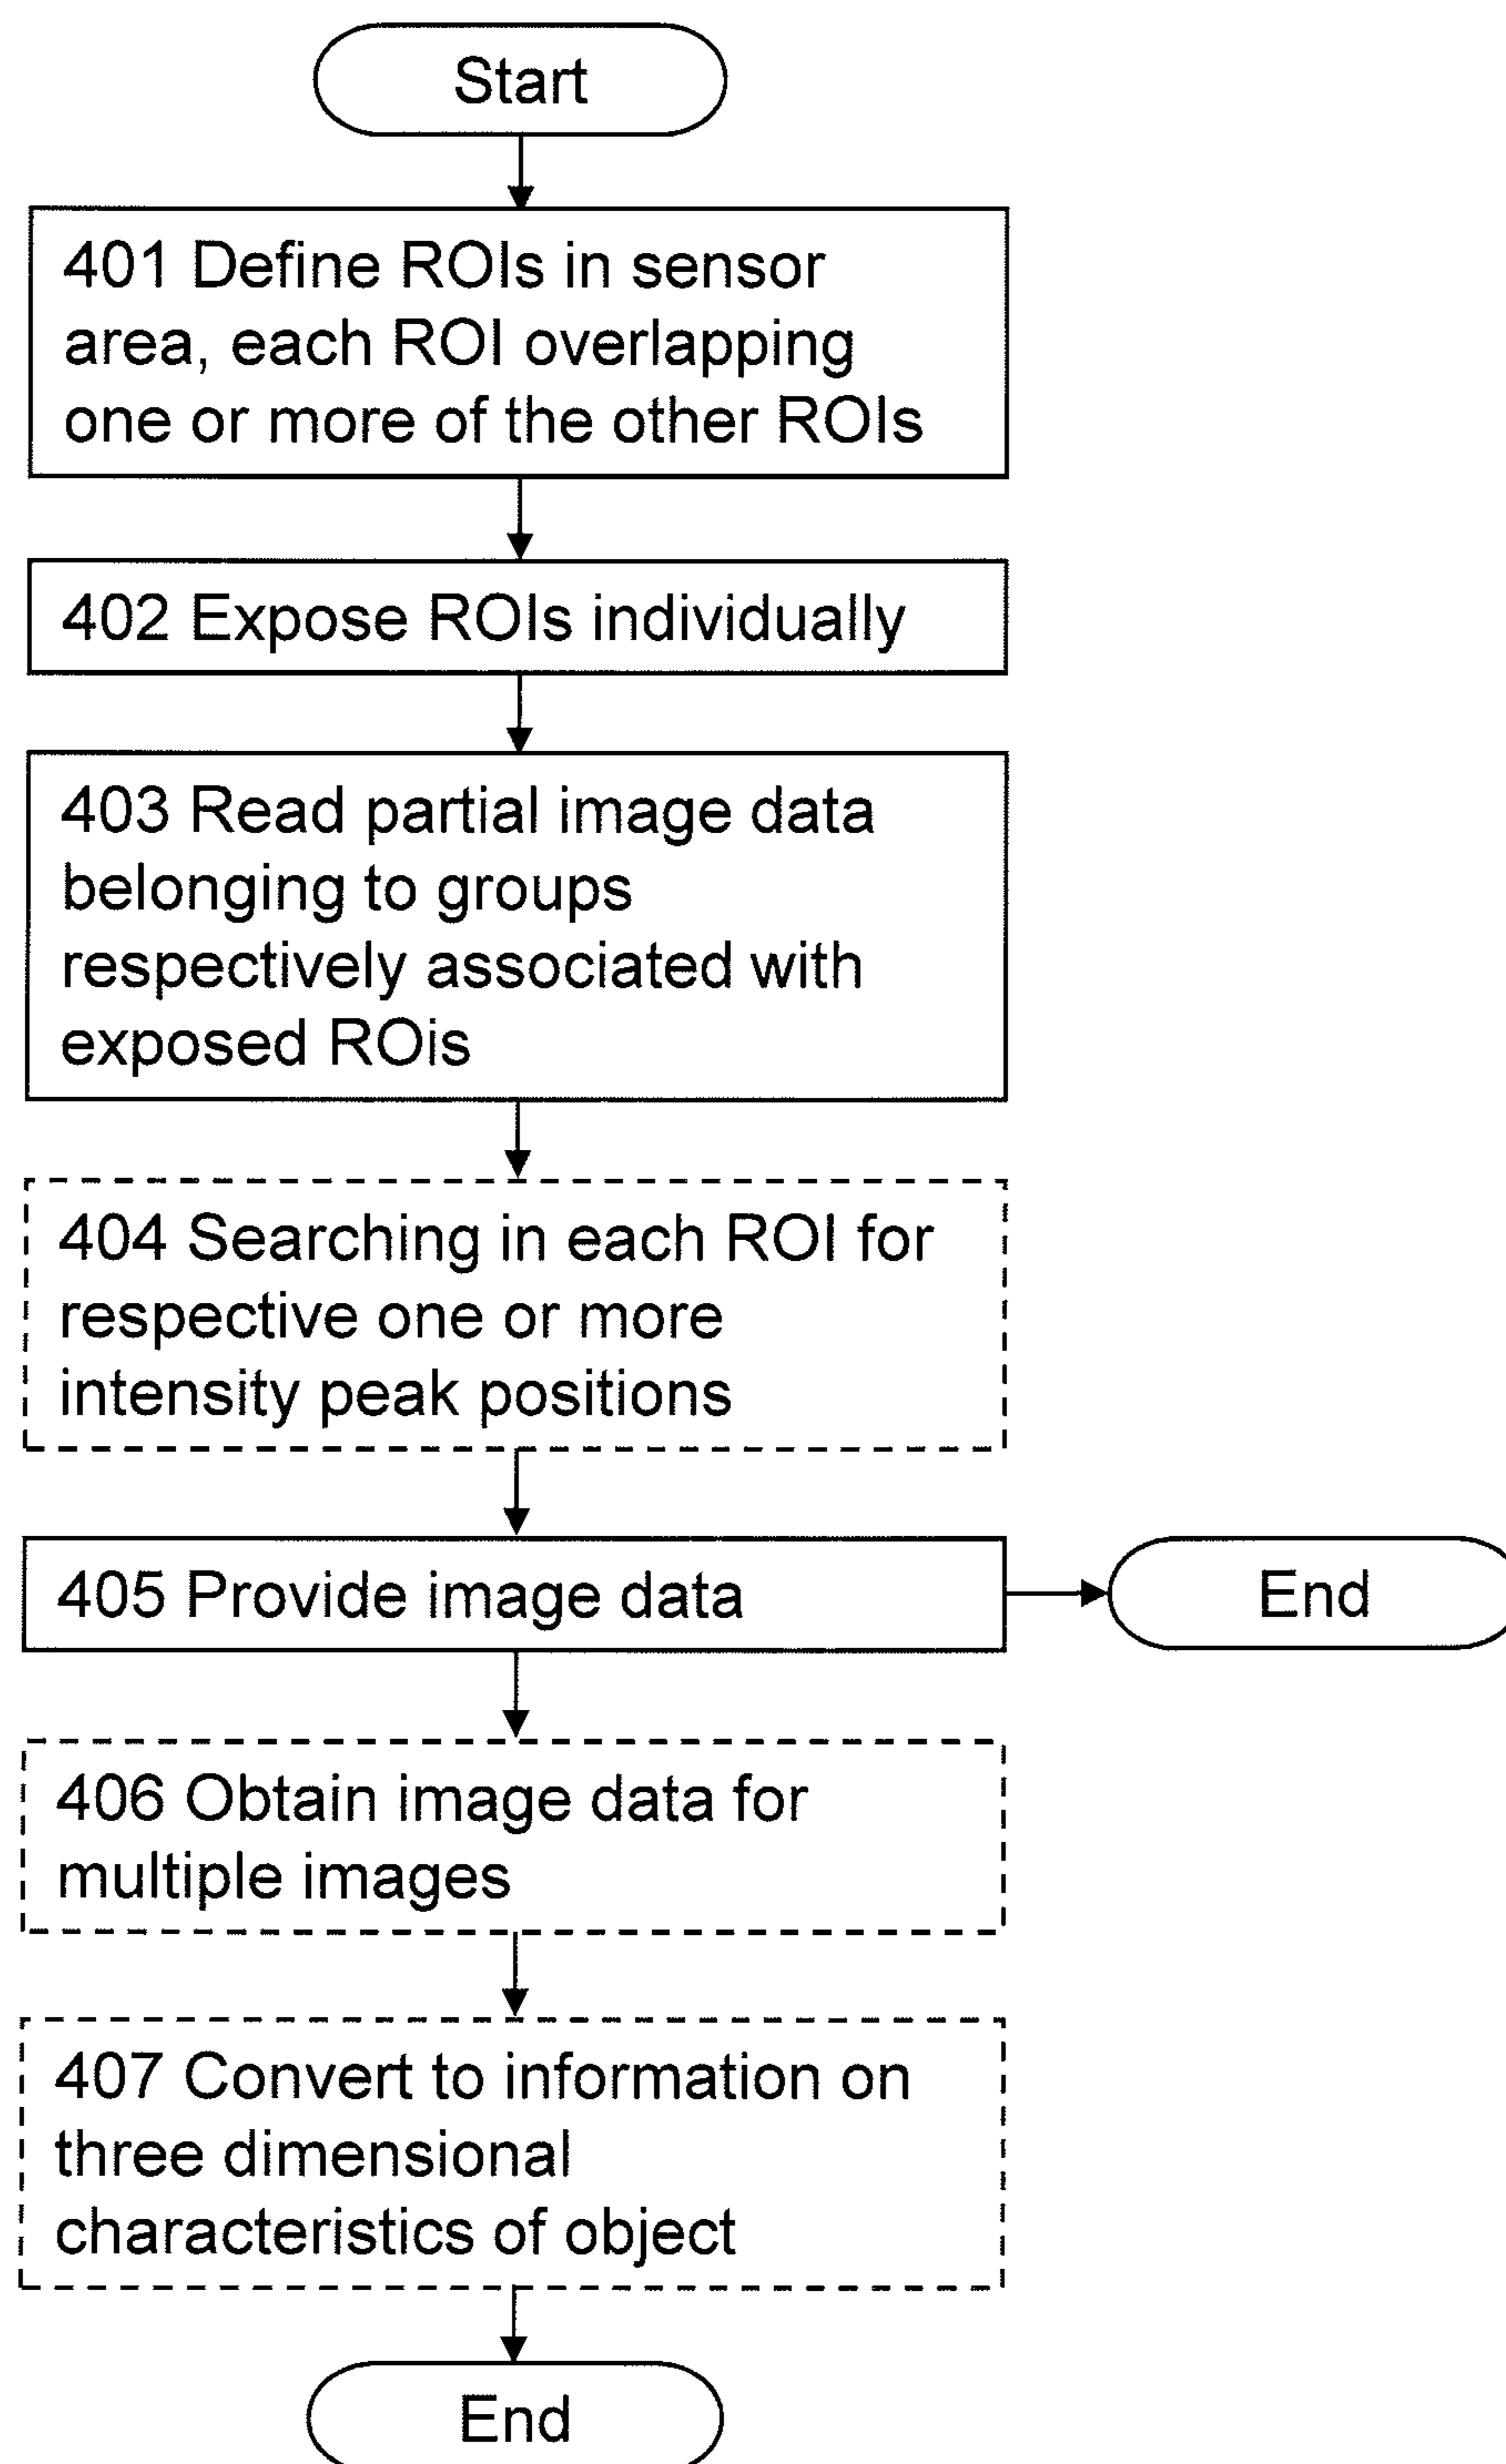 Start
401 Define ROIs in sensor
area, each ROI overlapping
one or more of the other ROIs
402 Expose ROIs individually
403 Read partial image data
belonging to groups
respectively associated with
exposed ROis
404 Searching in each ROI for
respective one or more
intensity peak positions
405 Provide image data
End
406 Obtain image data for
multiple images
407 Convert to information on
three dimensional
characteristics of object
End